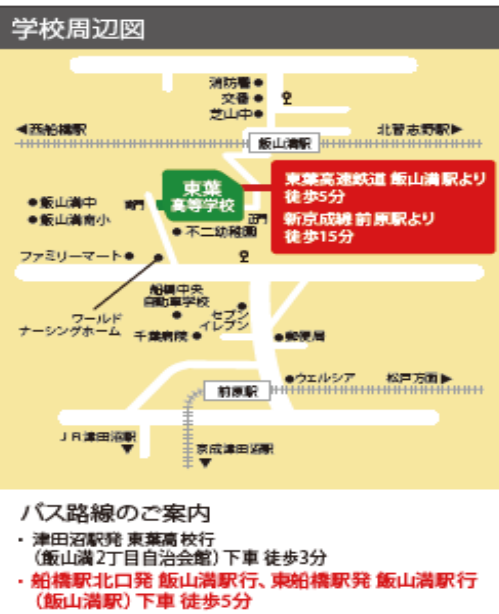 学校周辺図
消防署
交番
芝山中
◀西船橋駅
北習志野駅▶
飯山満駅
東葉
高等学校
東葉高速鉄道 飯山満駅より
徒歩5分
新京成線 前原駅より
徒歩15分
飯山満中
飯山満南小
南門
正門
不二幼稚園
ファミリーマート
ワールド
ナーシングホーム
船橋中央
自動車学校
セブン
イレブン
千葉病院
郵便局
ウェルシア
松戸方面▶
前原駅
JR津田沼駅
▼
京成津田沼駅
▼
バス路線のご案内
・津田沼駅発 東葉高校行
（飯山満2丁目自治会館）下車 徒歩3分
・船橋駅北口発 飯山満駅行、東船橋駅発 飯山満駅行
（飯山満駅）下車 徒歩5分